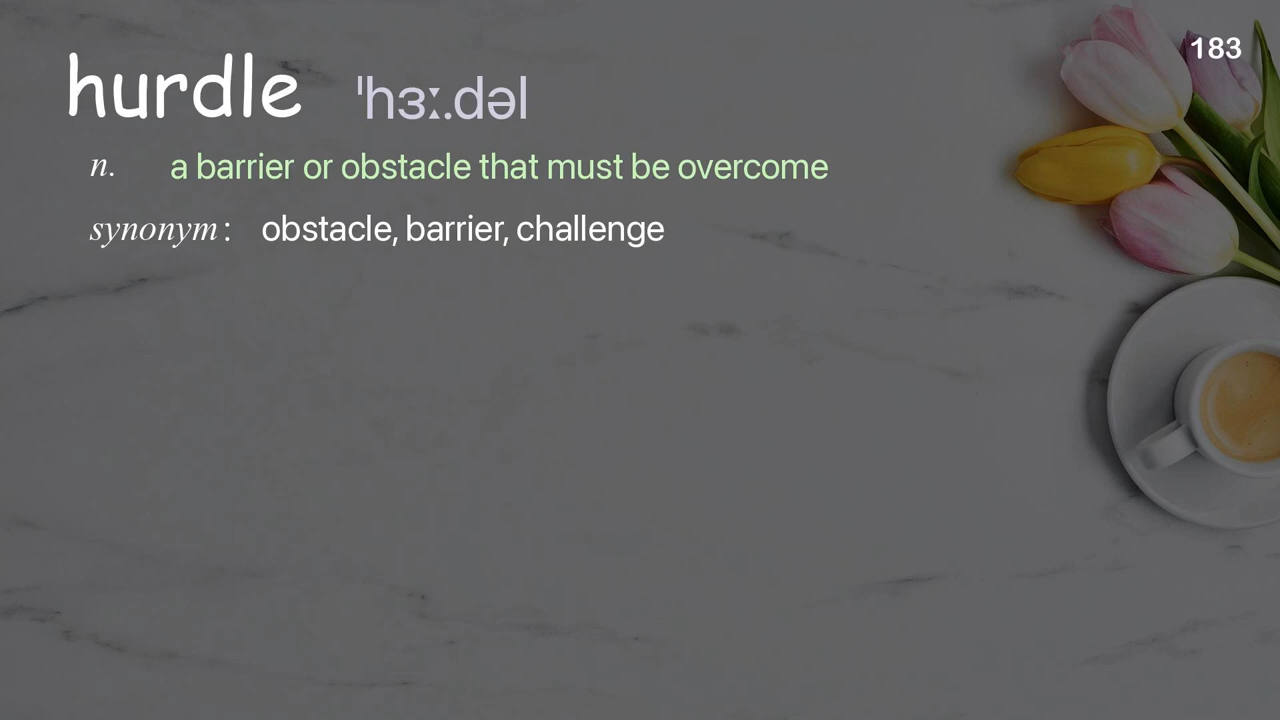 183
hurdle ˈhɜː.dəl
n. a barrier or obstacle that must be overcome
synonym: obstacle, barrier, challenge